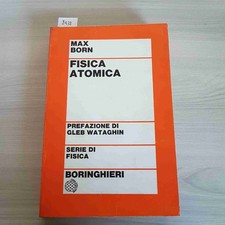 MAX
BORN
FISICA
ATOMICA
PREFAZIONE DI
GLEB WATAGHIN
SERIE DI
FISICA
BORINGHIERI